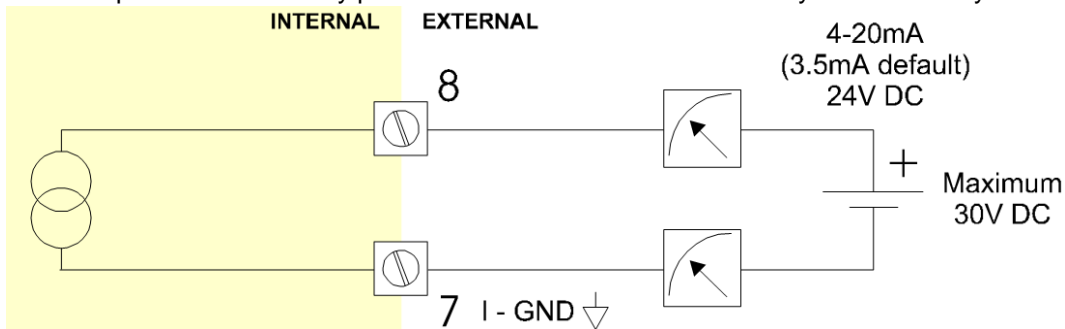 INTERNAL EXTERNAL
4-20mA
(3.5mA default)
24V DC
8
+
Maximum
30V DC
7 I - GND